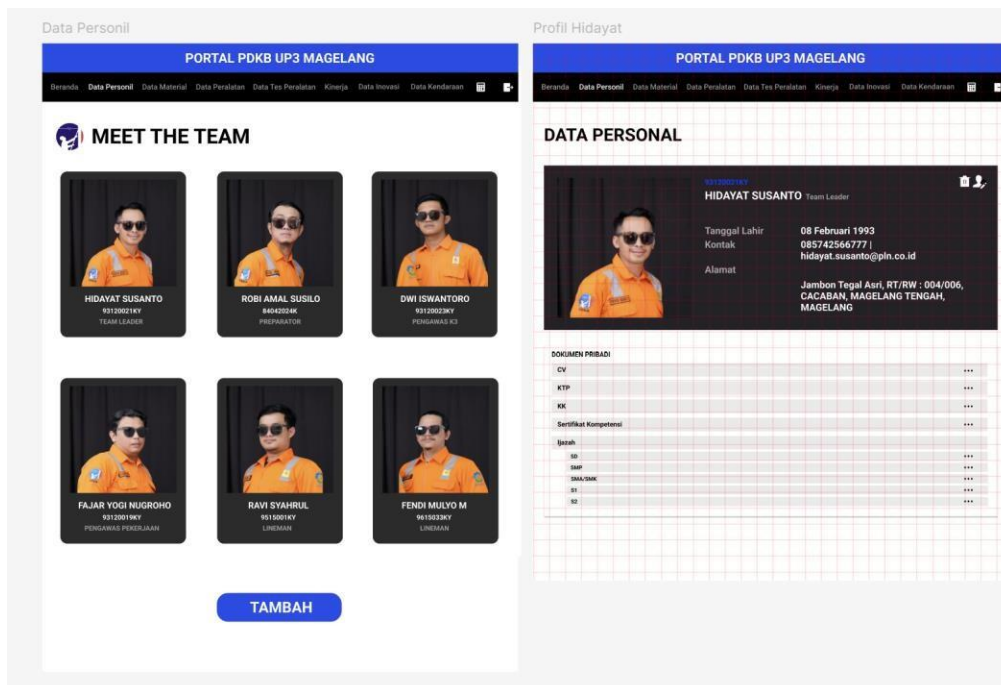 Data Personil
PORTAL PDKB UP3 MAGELANG
Beranda Data Personil Data Material Data Peralatan Data Tes Peralatan Kinerja Data Inovasi Data Kendaraan
MEET THE TEAM
HIDAYAT SUSANTO
93120021KY
TEAM LEADER
ROBI AMAL SUSILO
84042024K
PREPARATOR
DWI ISWANTORO
93120023KY
PENGAWAS K3
FAJAR YOGI NUGROHO
93120019KY
PENGAWAS PEKERJAAN
RAVI SYAHRUL
9515001KY
LINEMAN
FENDI MULYO M
9615033KY
LINEMAN
TAMBAH
Profil Hidayat
PORTAL PDKB UP3 MAGELANG
Beranda Data Personil Data Material Data Peralatan Data Tes Peralatan Kinerja Data Inovasi Data Kendaraan
DATA PERSONAL
93120021KY
HIDAYAT SUSANTO Team Leader
Tanggal Lahir 08 Februari 1993
Kontak 085742566777 |
hidayat.susanto@pln.co.id
Alamat
Jambon Tegal Asri, RT/RW : 004/006,
CACABAN, MAGELANG TENGAH,
MAGELANG
DOKUMEN PRIBADI
CV
KTP
KK
Sertifikat Kompetensi
Ijazah
SD
SMP
SMA/SMK
S1
S2